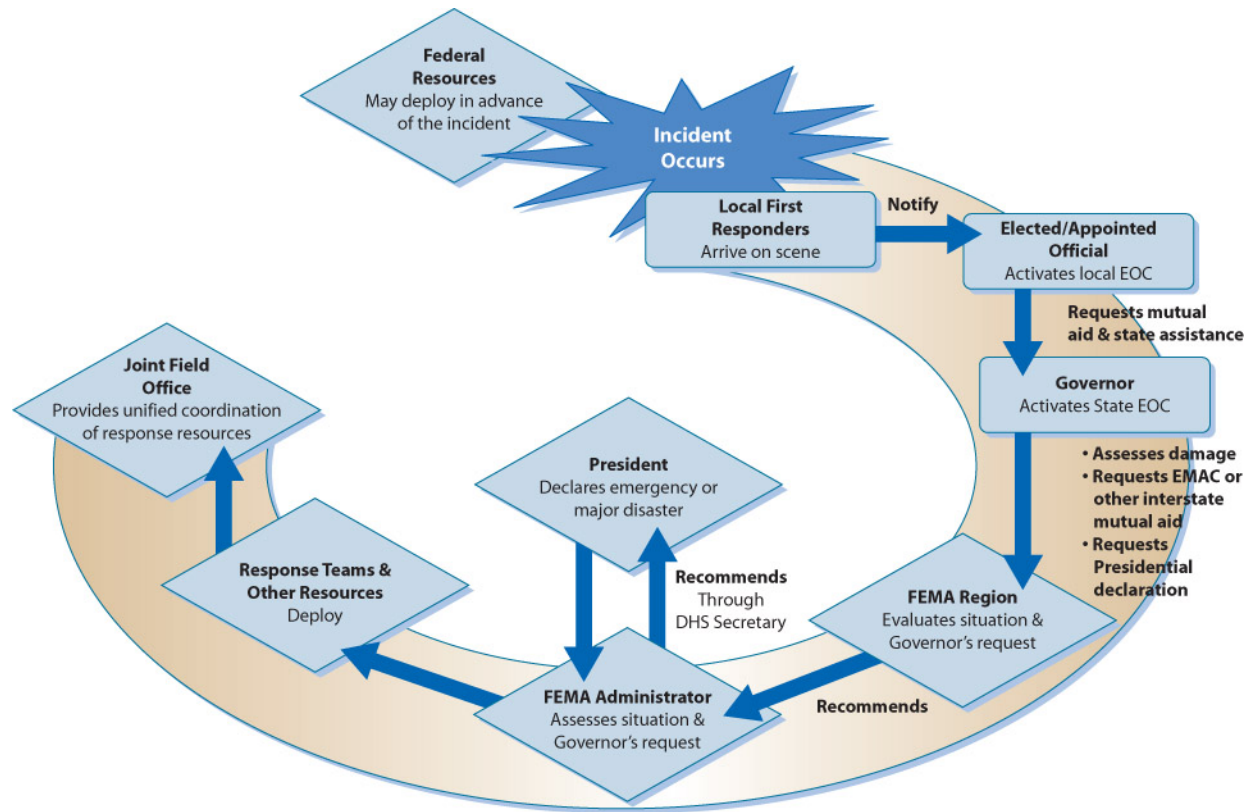 Federal
Resources
May deploy in advance
of the incident
Incident
Occurs
Local First
Responders
Arrive on scene
Notify
Elected/Appointed
Official
Activates local EOC
Requests mutual
aid & state assistance
Governor
Activates State EOC
• Assesses damage
• Requests EMAC or
other interstate
mutual aid
• Requests
Presidential
declaration
FEMA Region
Evaluates situation &
Governor’s request
Recommends
FEMA Administrator
Assesses situation &
Governor’s request
Recommends
Through
DHS Secretary
President
Declares emergency or
major disaster
Response Teams &
Other Resources
Deploy
Joint Field
Office
Provides unified coordination
of response resources